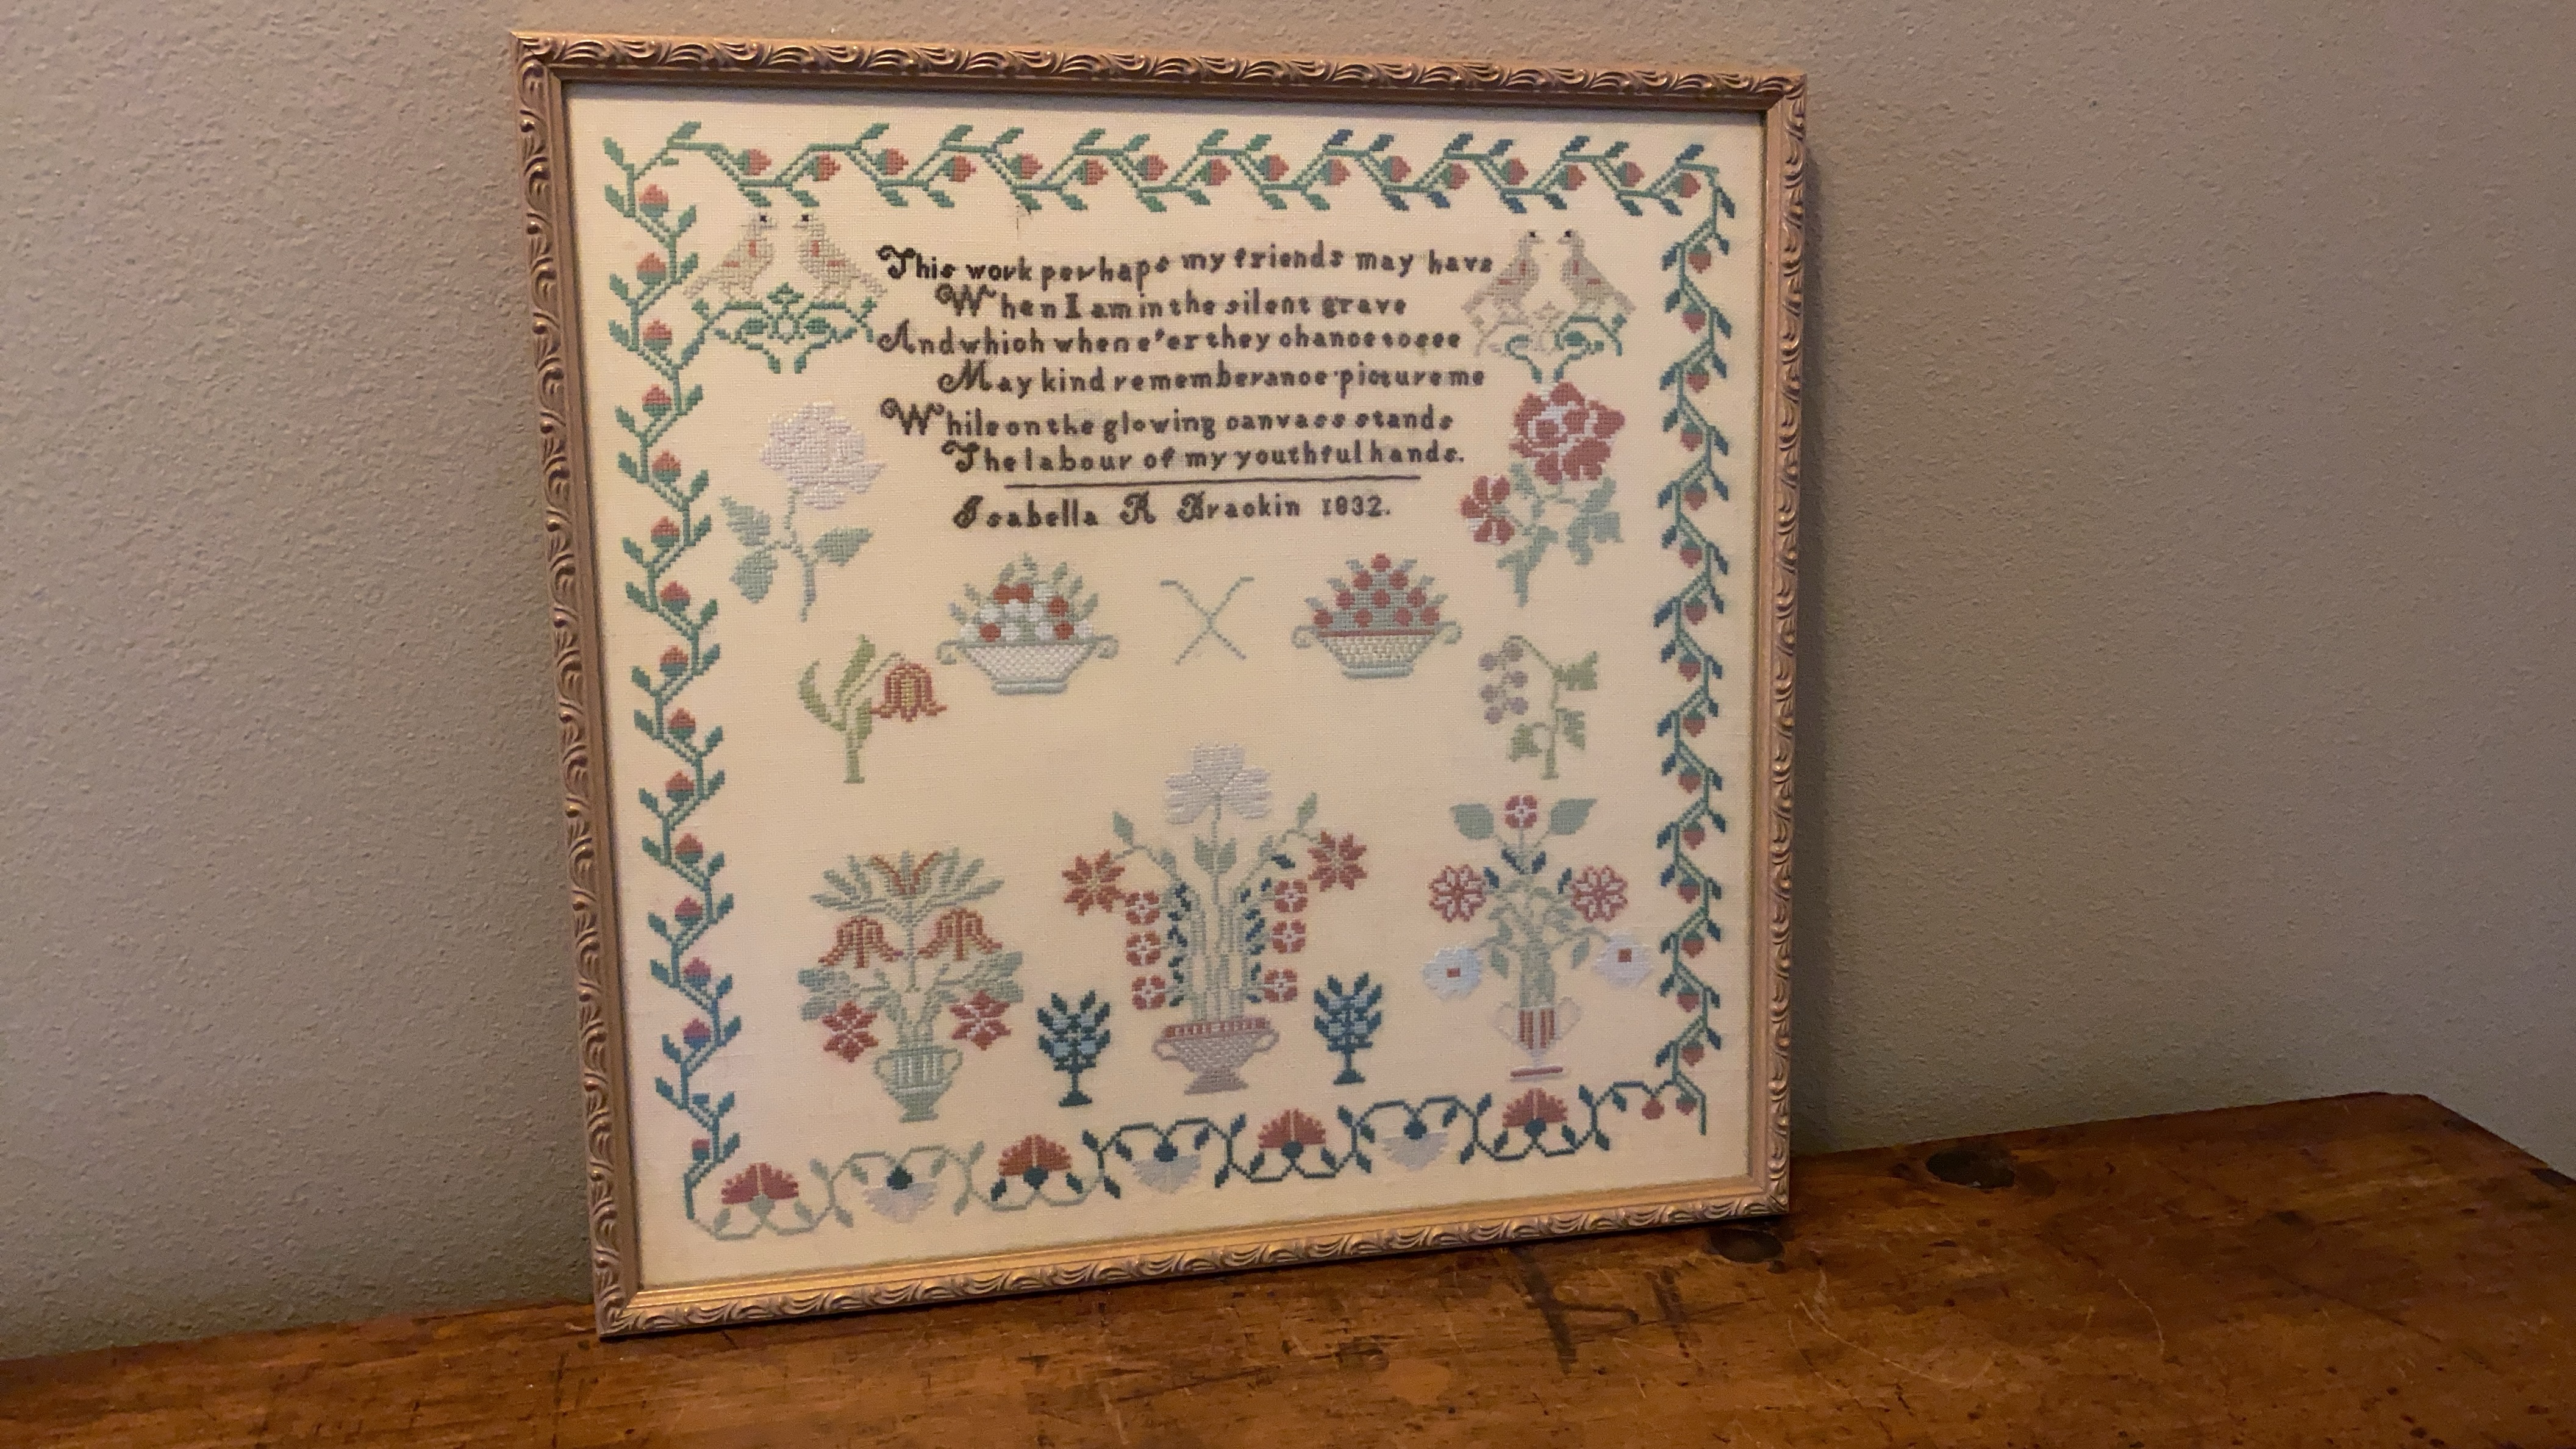 This work perhaps my friends may have
When I am in the silent grave
And which when e'er they chance to see
May kind rememberance picture me
While on the glowing canvass stands
The labour of my youthful hands.
Isabella R Brackin 1832.